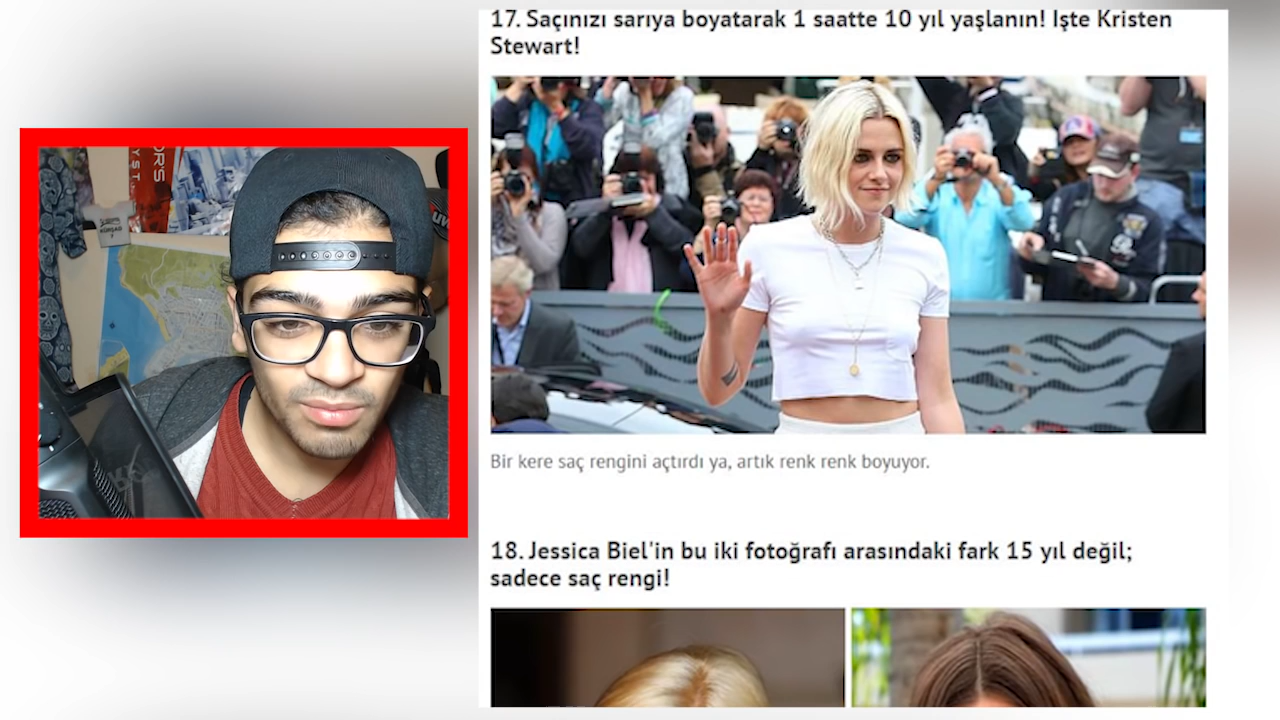 17. Saçınızı sarıya boyatarak 1 saatte 10 yıl yaşlanın! İşte Kristen
Stewart!
Bir kere saç rengini açtırdı ya, artık renk renk boyuyor.
18. Jessica Biel'in bu iki fotoğrafı arasındaki fark 15 yıl değil;
sadece saç rengi!